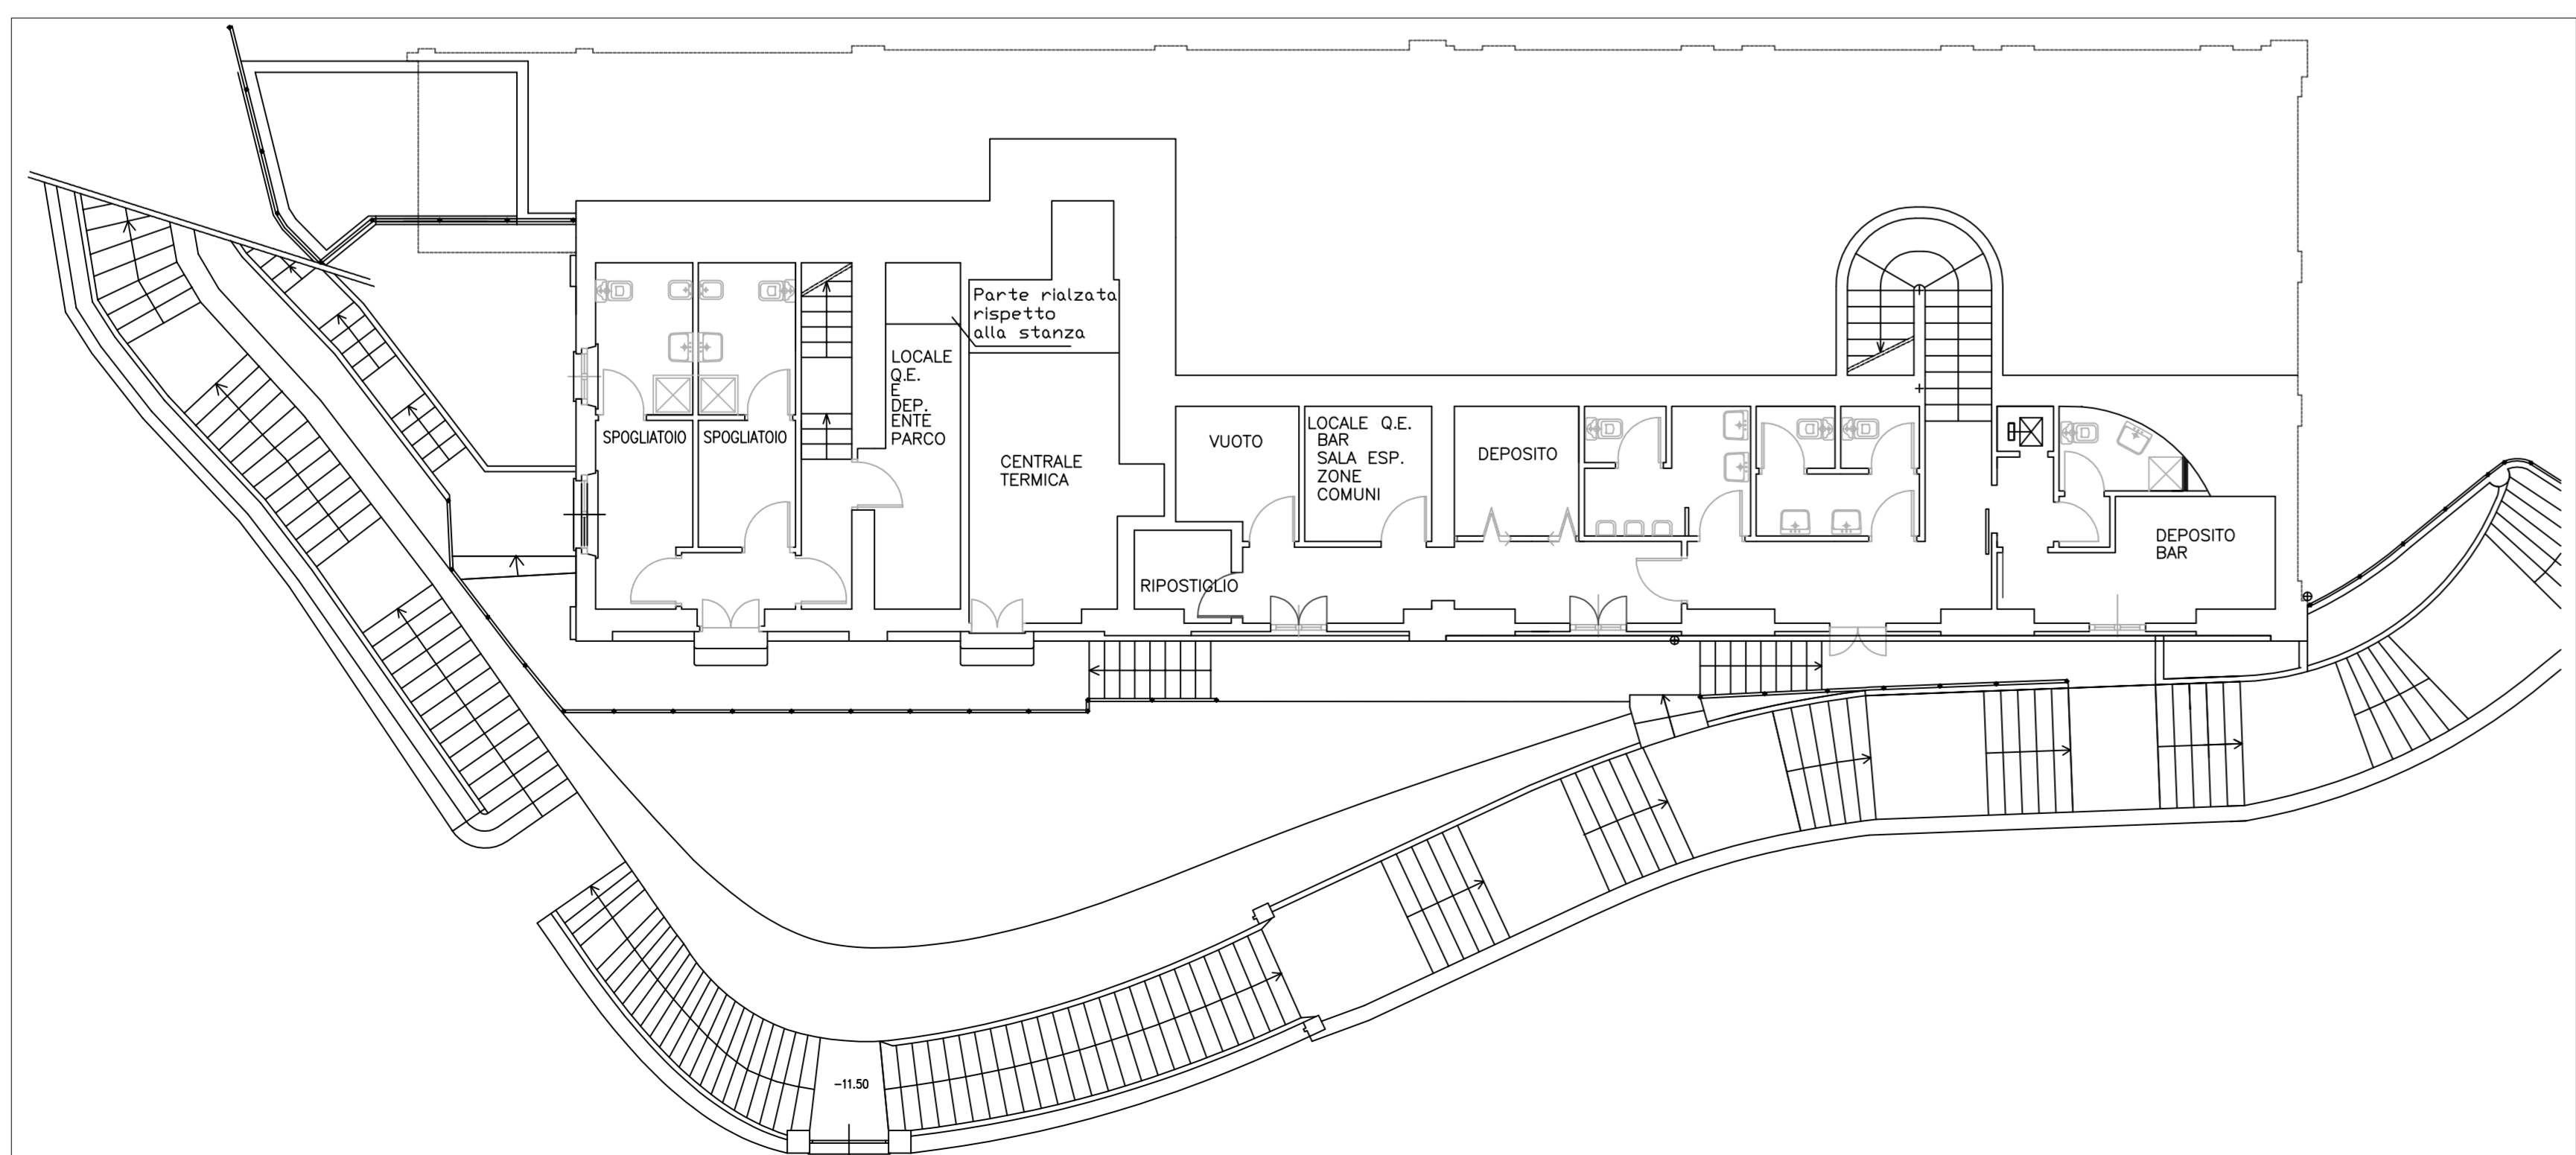 Parte rialzata
rispetto
alla stanza
LOCALE
Q.E.
E
DEP.
ENTE
PARCO
SPOGLIATOIO
SPOGLIATOIO
CENTRALE
TERMICA
VUOTO
LOCALE Q.E.
BAR
SALA ESP.
ZONE
COMUNI
DEPOSITO
RIPOSTIGLIO
DEPOSITO
BAR
-11.50